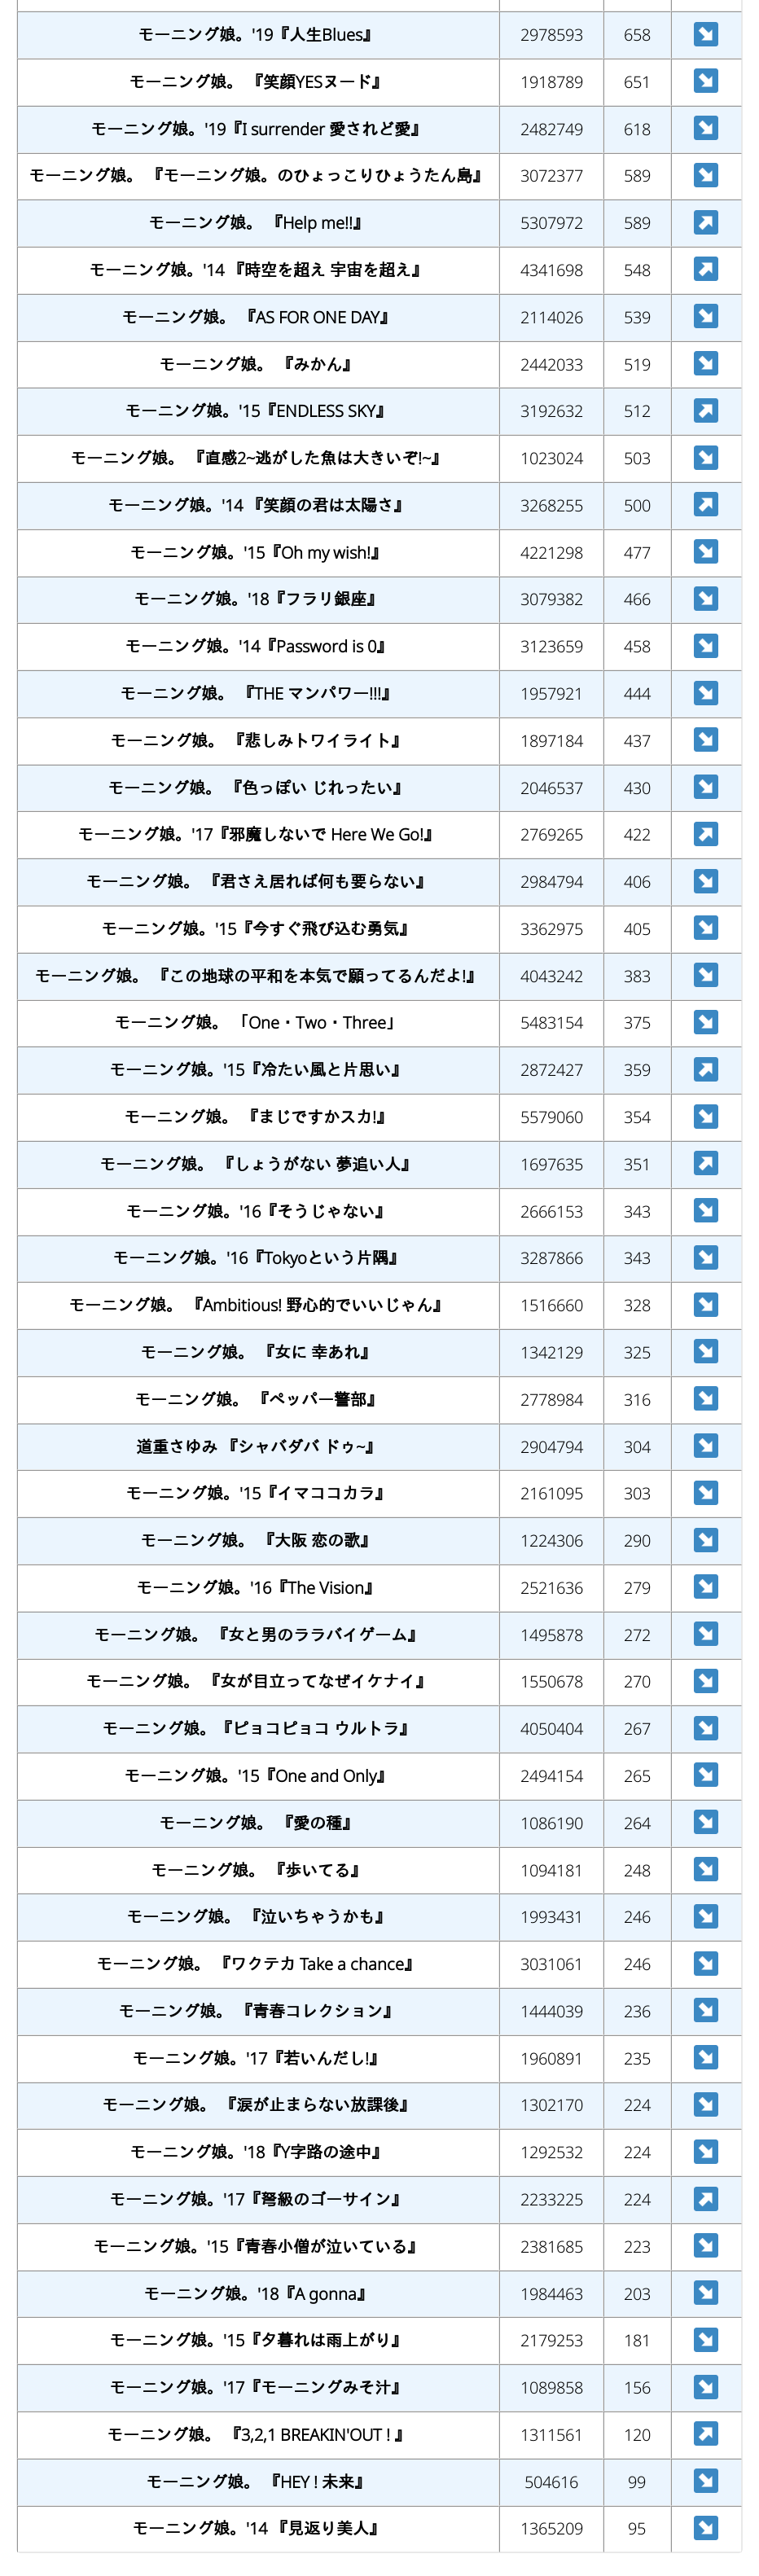 モーニング娘。'19『人生Blues』 2978593 658 ↘
モーニング娘。 『笑顔YESヌード』 1918789 651 ↘
モーニング娘。'19『I surrender 愛されど愛』 2482749 618 ↘
モーニング娘。 『モーニング娘。のひょっこりひょうたん島』 3072377 589 ↘
モーニング娘。 『Help me!!』 5307972 589 ↗
モーニング娘。'14 『時空を超え 宇宙を超え』 4341698 548 ↗
モーニング娘。 『AS FOR ONE DAY』 2114026 539 ↘
モーニング娘。 『みかん』 2442033 519 ↘
モーニング娘。'15『ENDLESS SKY』 3192632 512 ↗
モーニング娘。 『直感2~逃がした魚は大きいぞ!~』 1023024 503 ↘
モーニング娘。'14 『笑顔の君は太陽さ』 3268255 500 ↗
モーニング娘。'15『Oh my wish!』 4221298 477 ↘
モーニング娘。'18『フラリ銀座』 3079382 466 ↘
モーニング娘。'14『Password is 0』 3123659 458 ↘
モーニング娘。 『THE マンパワー!!!』 1957921 444 ↘
モーニング娘。 『悲しみトワイライト』 1897184 437 ↘
モーニング娘。 『色っぽい じれったい』 2046537 430 ↘
モーニング娘。'17『邪魔しないで Here We Go!』 2769265 422 ↗
モーニング娘。 『君さえ居れば何も要らない』 2984794 406 ↘
モーニング娘。'15『今すぐ飛び込む勇気』 3362975 405 ↘
モーニング娘。 『この地球の平和を本気で願ってるんだよ!』 4043242 383 ↘
モーニング娘。 「One・Two・Three」 5483154 375 ↘
モーニング娘。'15『冷たい風と片思い』 2872427 359 ↗
モーニング娘。 『まじですかスカ!』 5579060 354 ↘
モーニング娘。 『しょうがない 夢追い人』 1697635 351 ↗
モーニング娘。'16『そうじゃない』 2666153 343 ↘
モーニング娘。'16『Tokyoという片隅』 3287866 343 ↘
モーニング娘。 『Ambitious! 野心的でいいじゃん』 1516660 328 ↘
モーニング娘。 『女に 幸あれ』 1342129 325 ↘
モーニング娘。 『ペッパー警部』 2778984 316 ↘
道重さゆみ 『シャバダバ ドゥ~』 2904794 304 ↘
モーニング娘。'15『イマココカラ』 2161095 303 ↘
モーニング娘。 『大阪 恋の歌』 1224306 290 ↘
モーニング娘。'16『The Vision』 2521636 279 ↘
モーニング娘。 『女と男のララバイゲーム』 1495878 272 ↘
モーニング娘。 『女が目立ってなぜイケナイ』 1550678 270 ↘
モーニング娘。『ピョコピョコ ウルトラ』 4050404 267 ↘
モーニング娘。'15『One and Only』 2494154 265 ↘
モーニング娘。 『愛の種』 1086190 264 ↘
モーニング娘。 『歩いてる』 1094181 248 ↘
モーニング娘。 『泣いちゃうかも』 1993431 246 ↘
モーニング娘。 『ワクテカ Take a chance』 3031061 246 ↘
モーニング娘。 『青春コレクション』 1444039 236 ↘
モーニング娘。'17『若いんだし!』 1960891 235 ↘
モーニング娘。 『涙が止まらない放課後』 1302170 224 ↘
モーニング娘。'18『Y字路の途中』 1292532 224 ↘
モーニング娘。'17『弩級のゴーサイン』 2233225 224 ↗
モーニング娘。'15『青春小僧が泣いている』 2381685 223 ↘
モーニング娘。'18『A gonna』 1984463 203 ↘
モーニング娘。'15『夕暮れは雨上がり』 2179253 181 ↘
モーニング娘。'17『モーニングみそ汁』 1089858 156 ↘
モーニング娘。 『3,2,1 BREAKIN'OUT ! 』 1311561 120 ↗
モーニング娘。 『HEY ! 未来』 504616 99 ↘
モーニング娘。'14 『見返り美人』 1365209 95 ↘